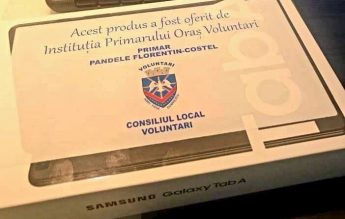 Acest produs a fost oferit de
Instituția Primarului Oraș Voluntari
PRIMAR
PANDELE FLORENTIN-COSTEL
VOLUNTARI
CONSILIUL LOCAL
VOLUNTARI
Tab A
SAMSUNG Galaxy Tab A